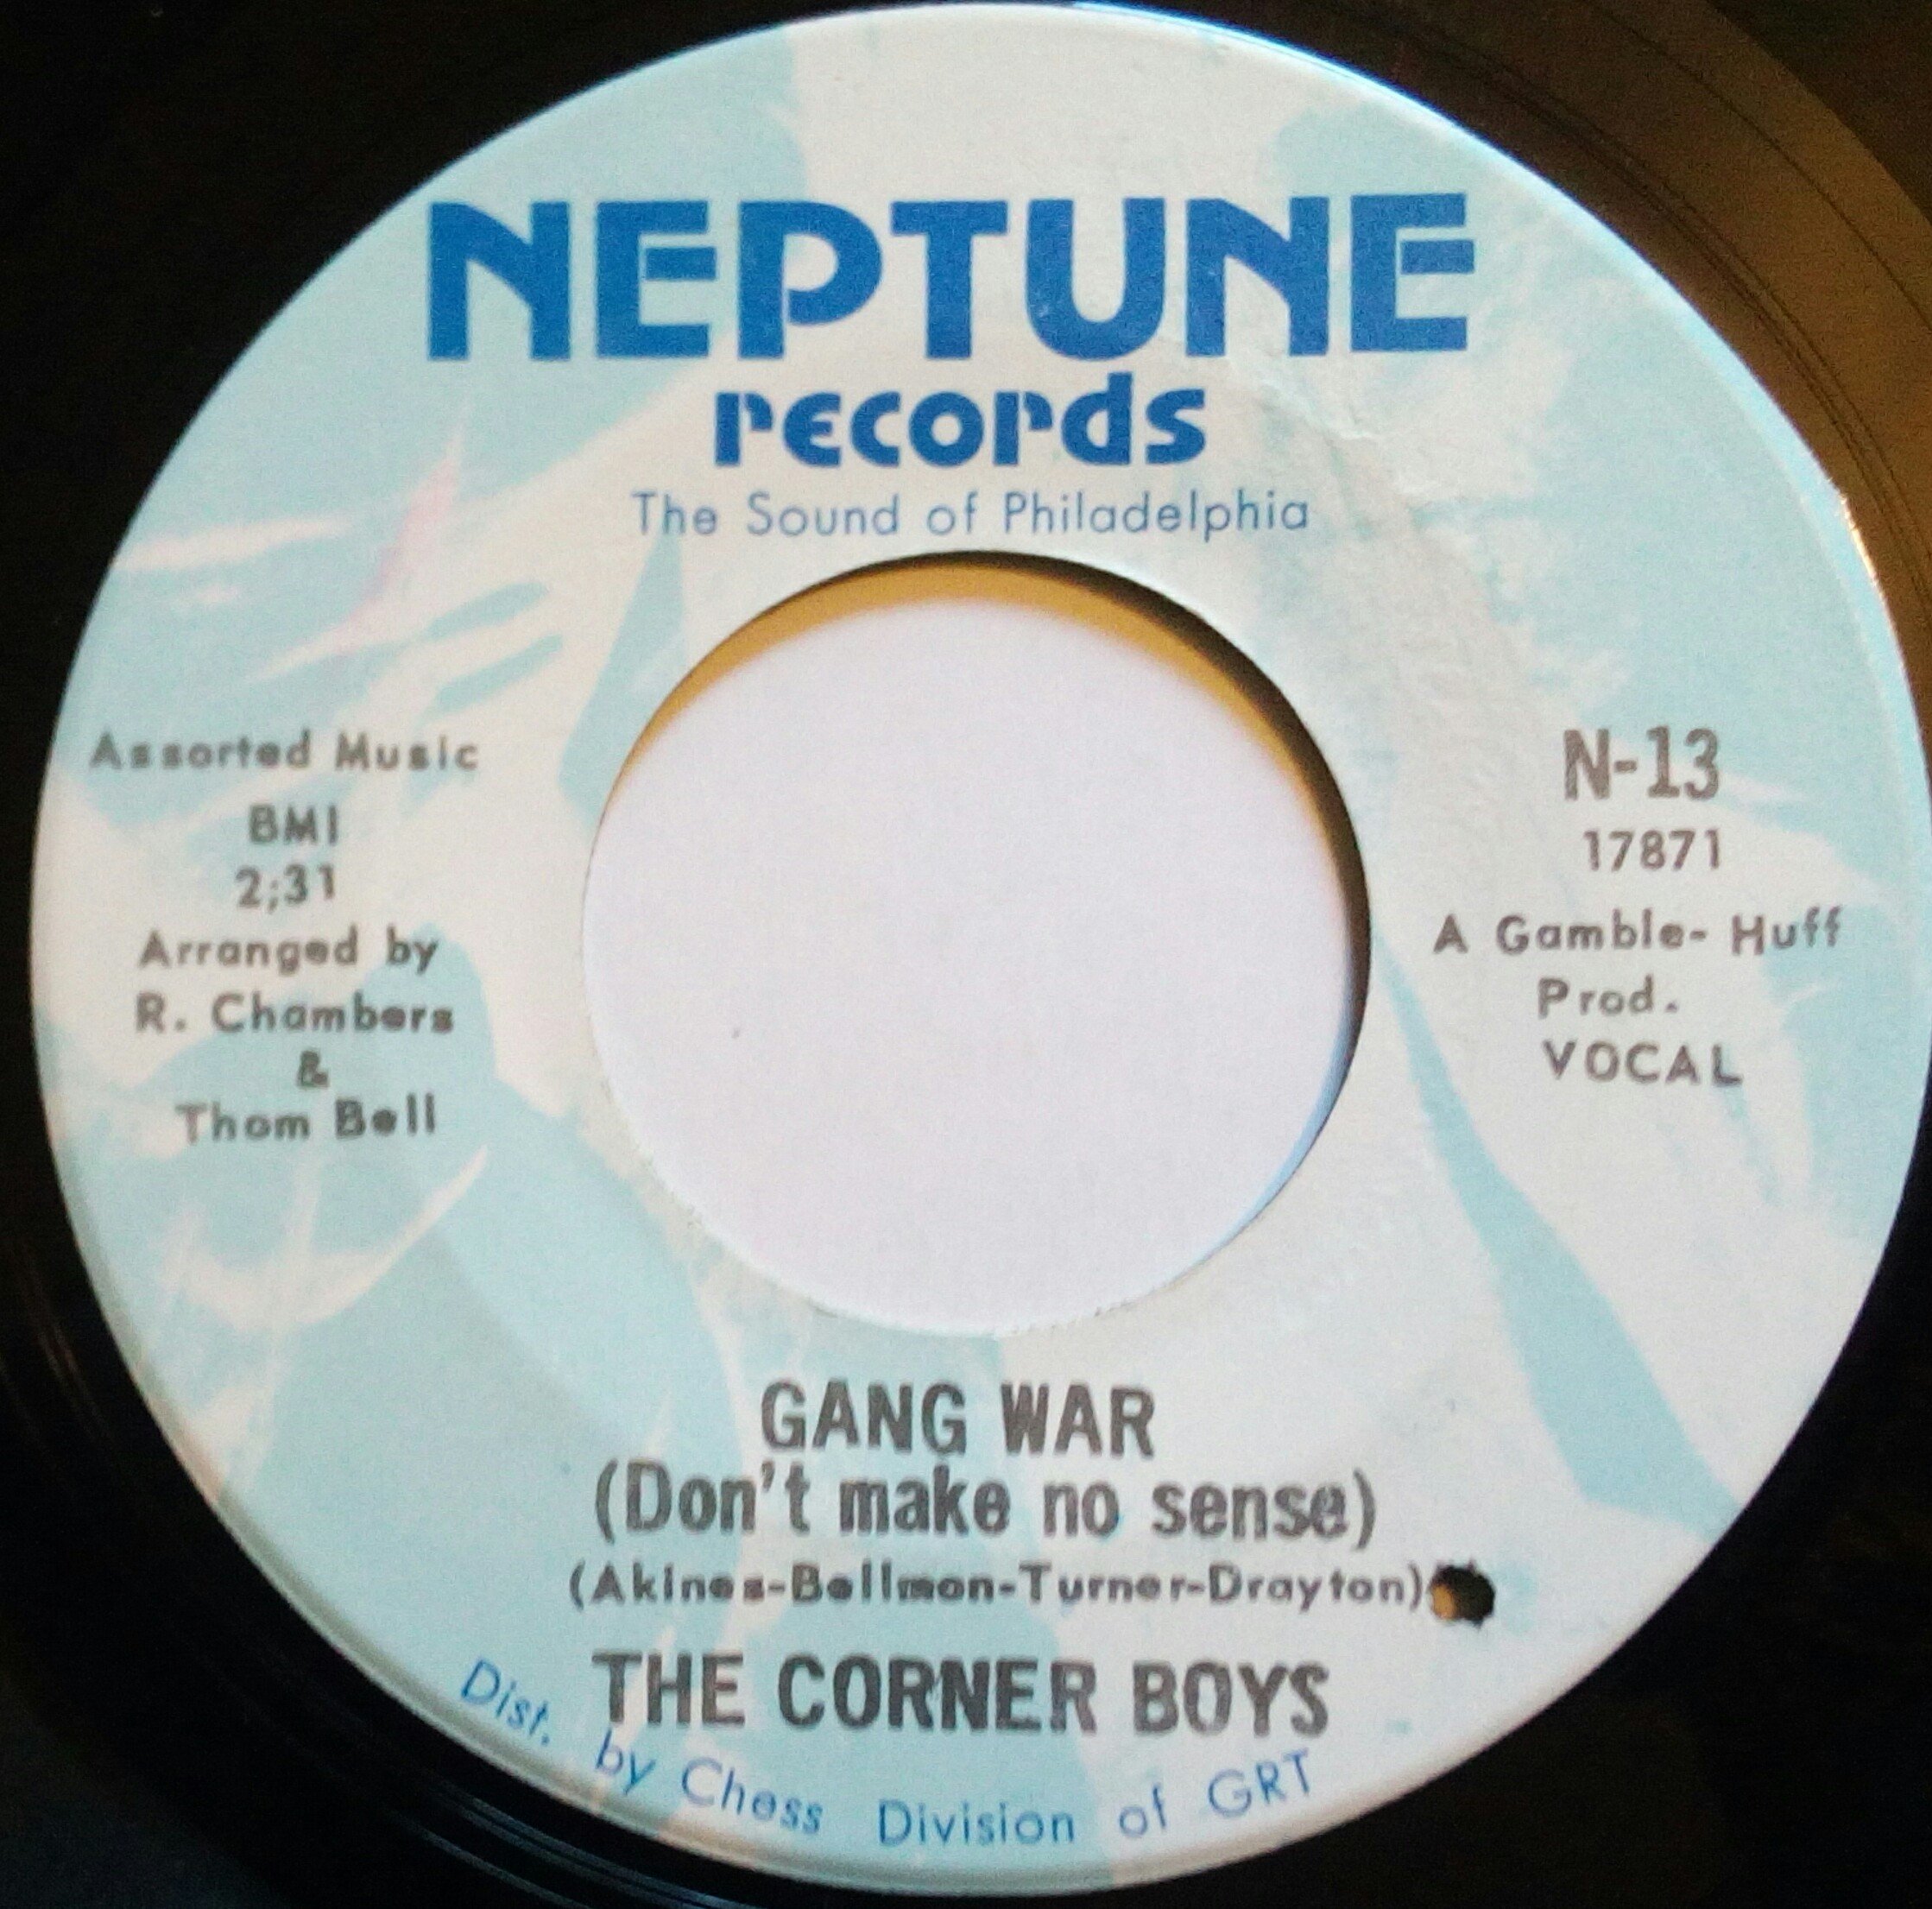 NEPTUNE
records
The Sound of Philadelphia
Assorted Music
BMI
2;31
Arranged by
R. Chambers
&
Thom Bell
N-13
17871
A Gamble- Huff
Prod.
VOCAL
GANG WAR
(Don't make no sense)
(Akines-Bellmon-Turner-Drayton)
THE CORNER BOYS
Dist. by Chess Division of GRT